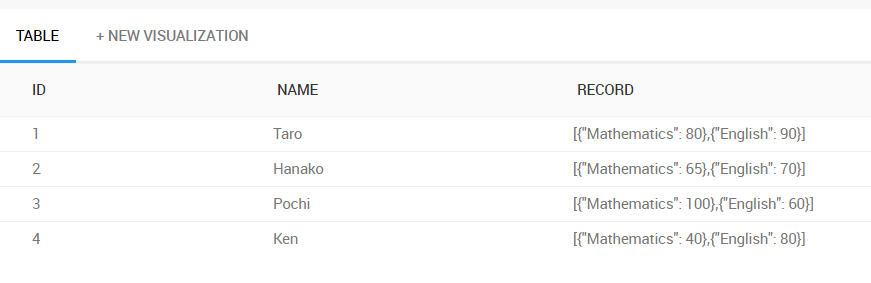 TABLE + NEW VISUALIZATION
ID NAME RECORD
1 Taro [{"Mathematics": 80},{"English": 90}]
2 Hanako [{"Mathematics": 65},{"English": 70}]
3 Pochi [{"Mathematics": 100},{"English": 60}]
4 Ken [{"Mathematics": 40},{"English": 80}]